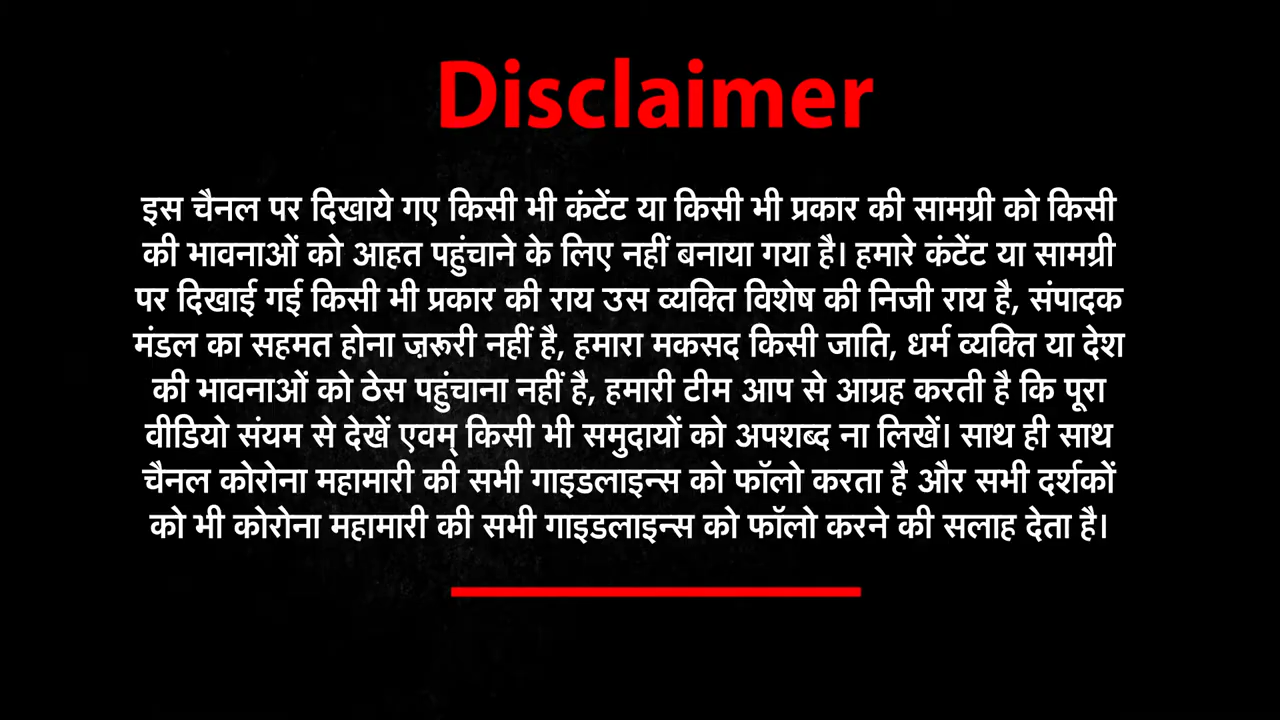 Disclaimer
इस चैनल पर दिखाये गए किसी भी कंटेंट या किसी भी प्रकार की सामग्री को किसी
की भावनाओं को आहत पहुंचाने के लिए नहीं बनाया गया है। हमारे कंटेंट या सामग्री
पर दिखाई गई किसी भी प्रकार की राय उस व्यक्ति विशेष की निजी राय है, संपादक
मंडल का सहमत होना ज़रूरी नहीं है, हमारा मकसद किसी जाति, धर्म व्यक्ति या देश
की भावनाओं को ठेस पहुंचाना नहीं है, हमारी टीम आप से आग्रह करती है कि पूरा
वीडियो संयम से देखें एवम् किसी भी समुदायों को अपशब्द ना लिखें। साथ ही साथ
चैनल कोरोना महामारी की सभी गाइडलाइन्स को फॉलो करता है और सभी दर्शकों
को भी कोरोना महामारी की सभी गाइडलाइन्स को फॉलो करने की सलाह देता है।